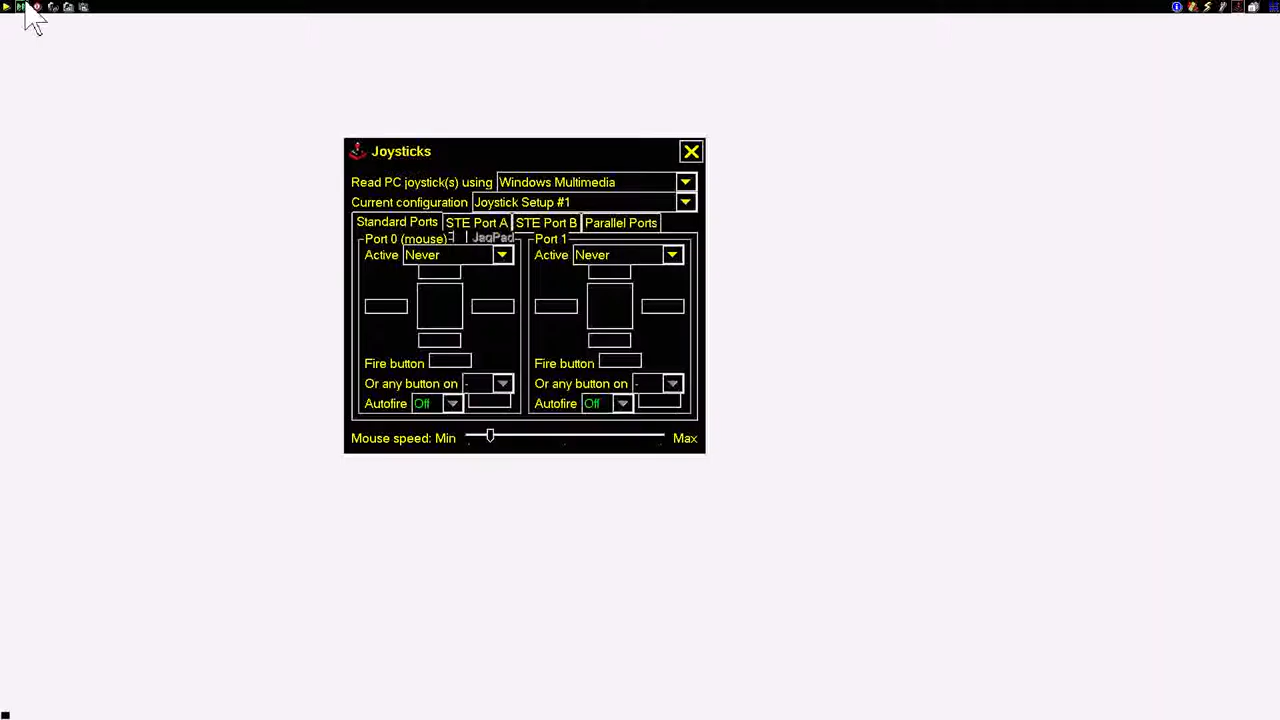 Joysticks
Read PC joystick(s) using Windows Multimedia
Current configuration Joystick Setup #1
Standard Ports STE Port A STE Port B Parallel Ports
Port 0 (mouse) JagPad Port 1
Active Never Active Never
Fire button Fire button
Or any button on - Or any button on -
Autofire Off Autofire Off
Mouse speed: Min Max